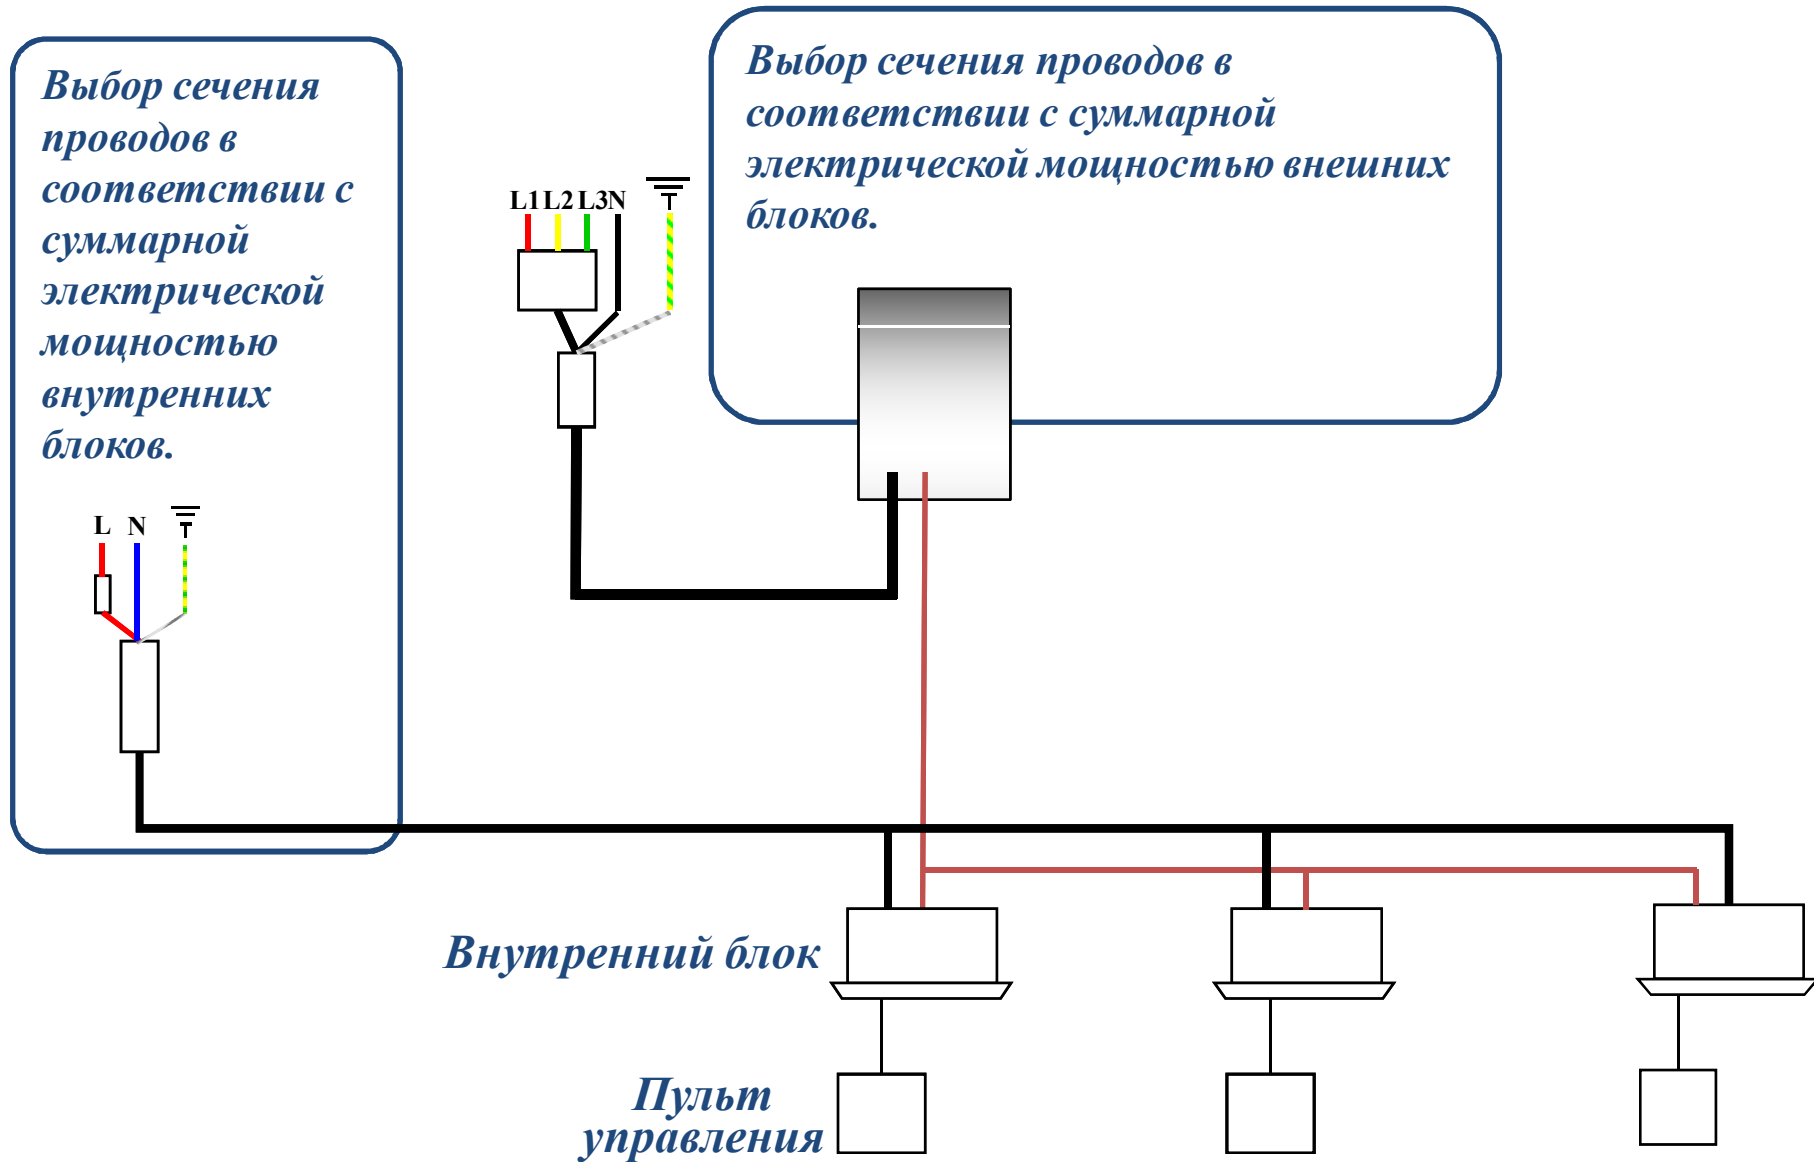 Выбор сечения
проводов в
соответствии с
суммарной
электрической
мощностью
внутренних
блоков.
L N
Выбор сечения проводов в
соответствии с суммарной
электрической мощностью внешних
блоков.
L1 L2 L3 N
Внутренний блок
Пульт
управления